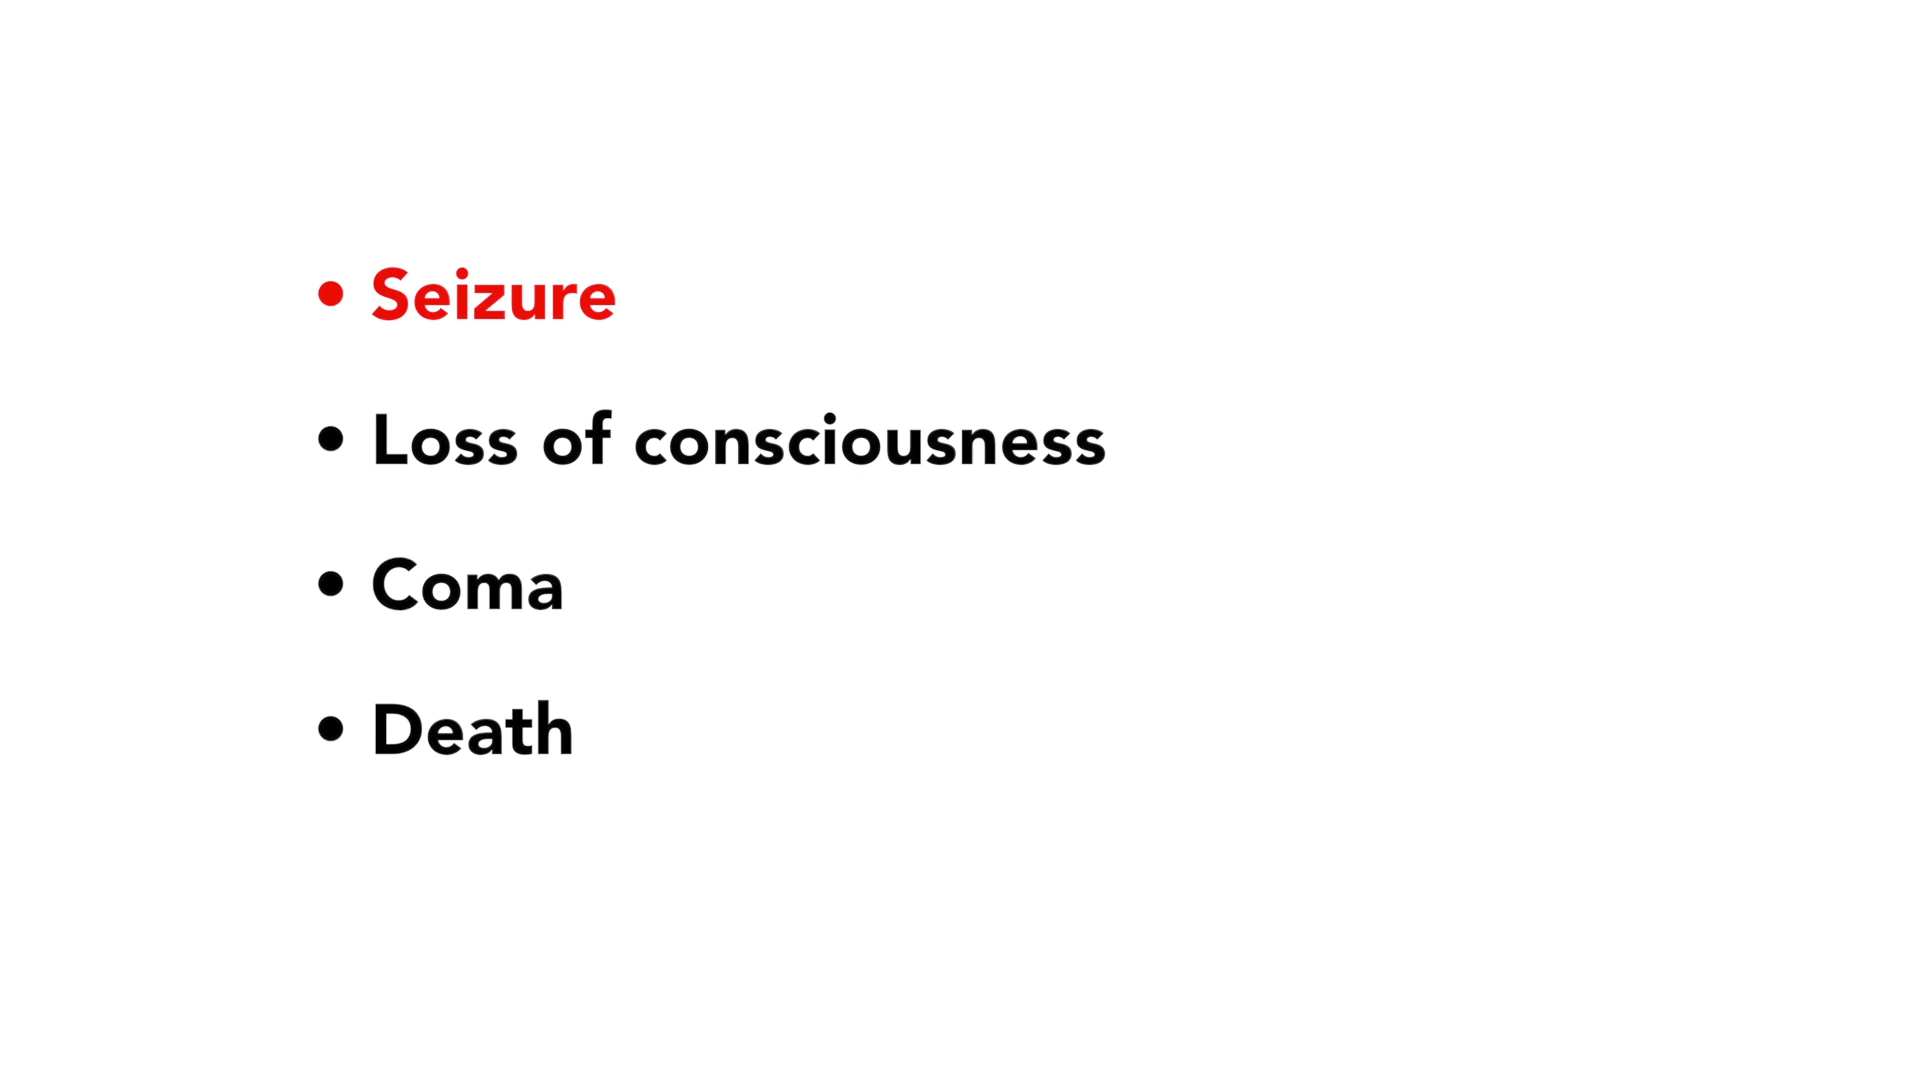 • Seizure
• Loss of consciousness
• Coma
• Death